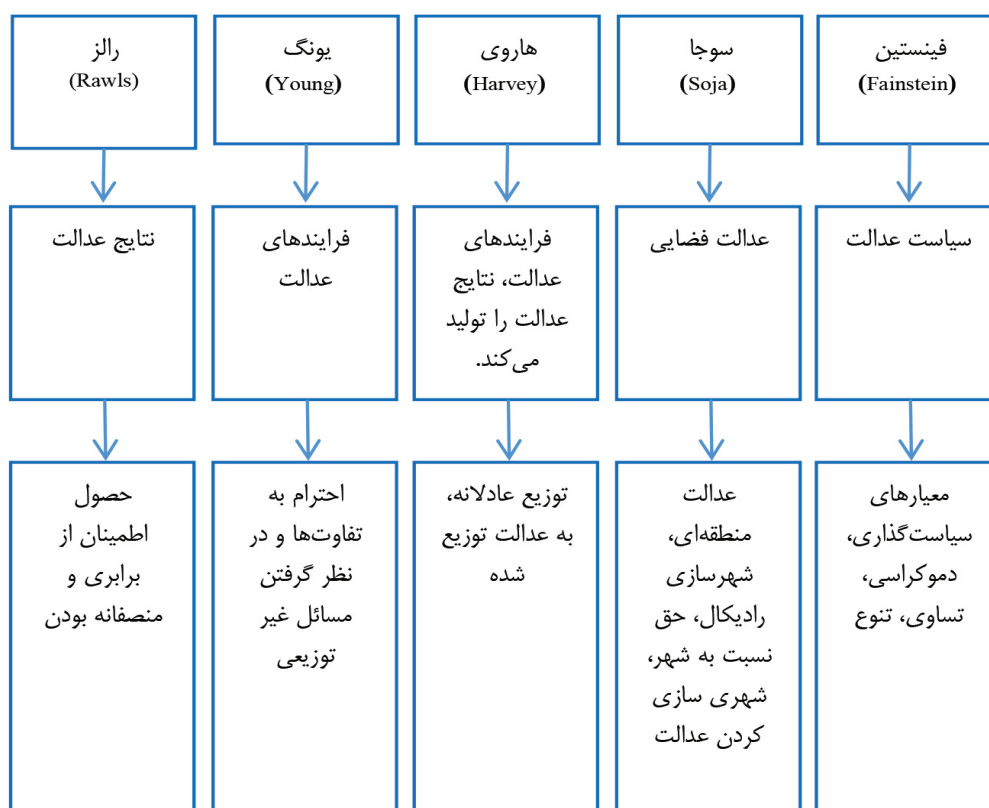 فینستین
(Fainstein)
سوجا
(Soja)
هاروی
(Harvey)
یونگ
(Young)
رالز
(Rawls)
سیاست عدالت
عدالت فضایی
فرایندهای
عدالت، نتایج
عدالت را تولید
می‌کند.
فرایندهای
عدالت
نتایج عدالت
معیارهای
سیاست‌گذاری،
دموکراسی،
تساوی، تنوع
عدالت
منطقه‌ای،
شهرسازی
رادیکال، حق
نسبت به شهر،
شهری سازی
کردن عدالت
توزیع عادلانه،
به عدالت توزیع
شده
احترام به
تفاوت‌ها و در
نظر گرفتن
مسائل غیر
توزیعی
حصول
اطمینان از
برابری و
منصفانه بودن